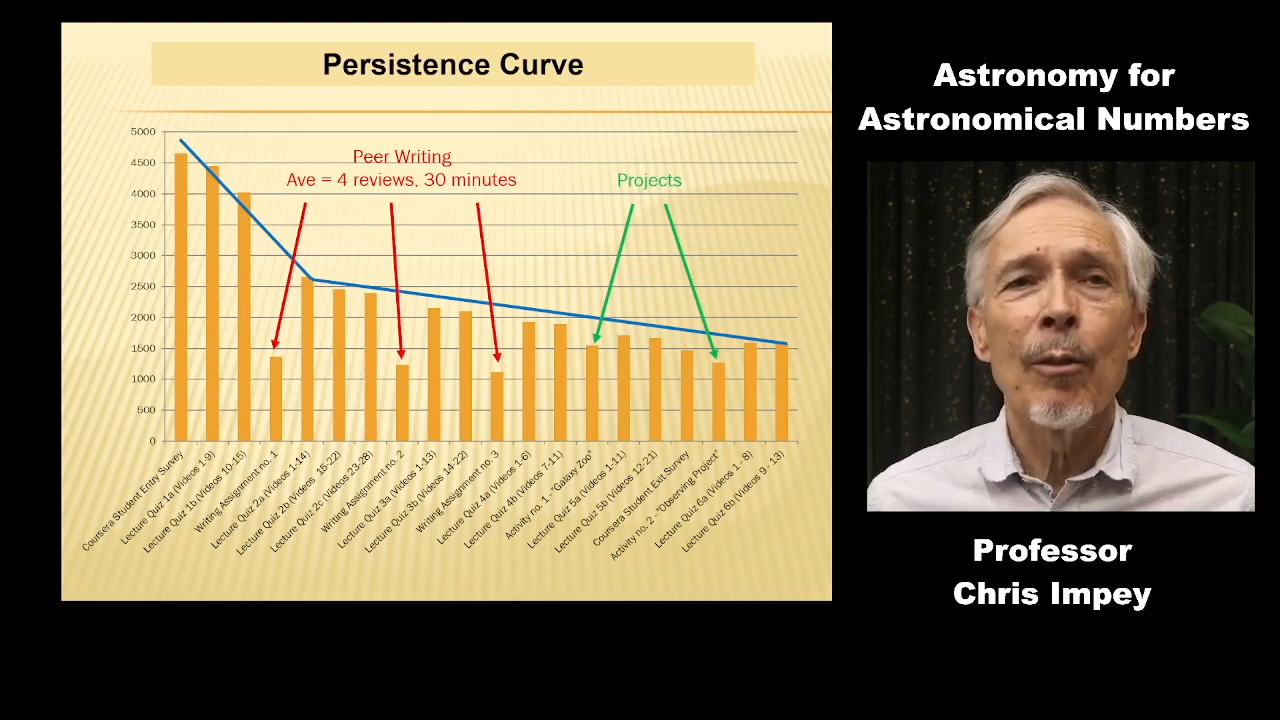 Persistence Curve
Astronomy for
Astronomical Numbers
5000
4500
4000
3500
3000
2500
2000
1500
1000
500
0
Peer Writing
Ave = 4 reviews, 30 minutes
Projects
Coursera Student Entry Survey
Lecture Quiz 1a (Videos 1-9)
Lecture Quiz 1b (Videos 10-15)
Writing Assignment no. 1
Lecture Quiz 2a (Videos 1-14)
Lecture Quiz 2b (Videos 15-22)
Lecture Quiz 2c (Videos 23-28)
Writing Assignment no. 2
Lecture Quiz 3a (Videos 1-13)
Lecture Quiz 3b (Videos 14-22)
Writing Assignment no. 3
Lecture Quiz 4a (Videos 1-6)
Lecture Quiz 4b (Videos 7-11)
Activity no. 1 - "Galaxy Zoo"
Lecture Quiz 5a (Videos 1-11)
Lecture Quiz 5b (Videos 12-21)
Coursera Student Exit Survey
Activity no. 2 - "Observing Project"
Lecture Quiz 6a (Videos 1 - 8)
Lecture Quiz 6b (Videos 9 - 13)
Professor
Chris Impey